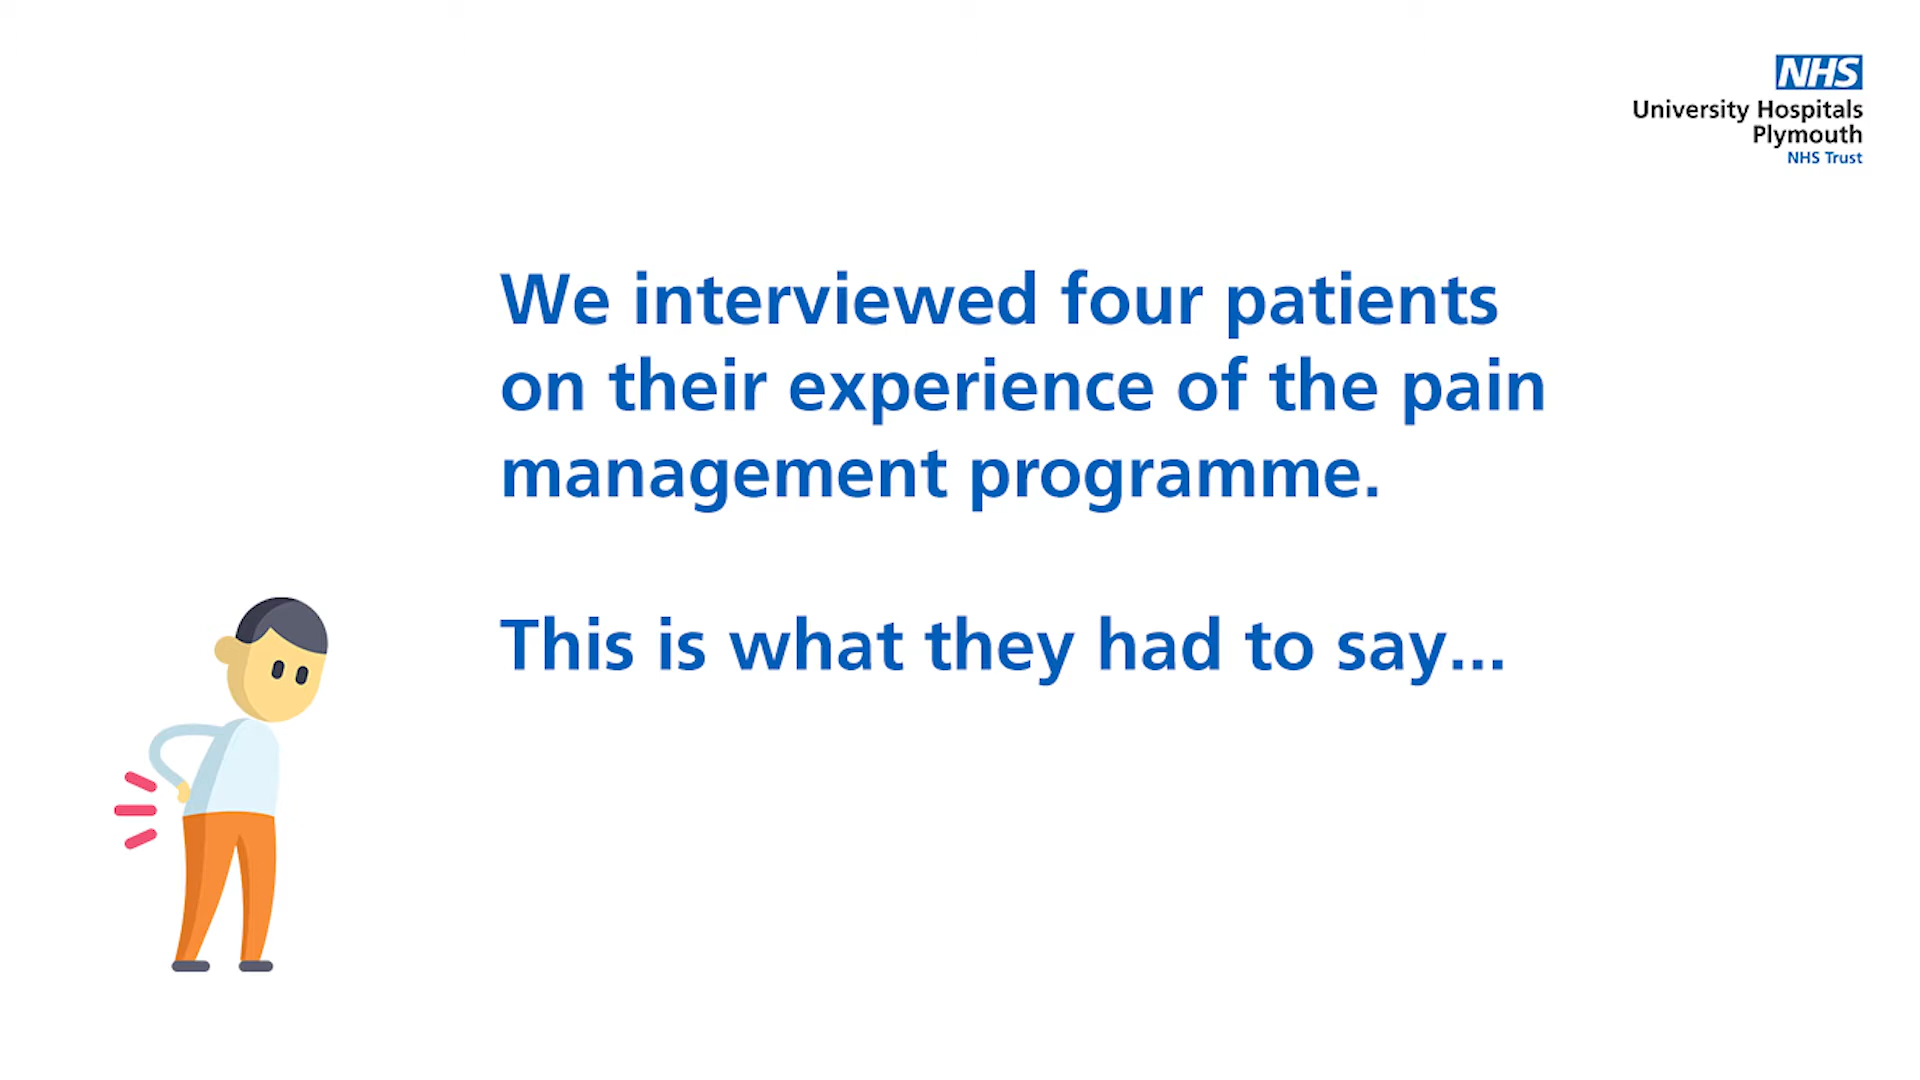 NHS
University Hospitals
Plymouth
NHS Trust
We interviewed four patients
on their experience of the pain
management programme.
This is what they had to say...